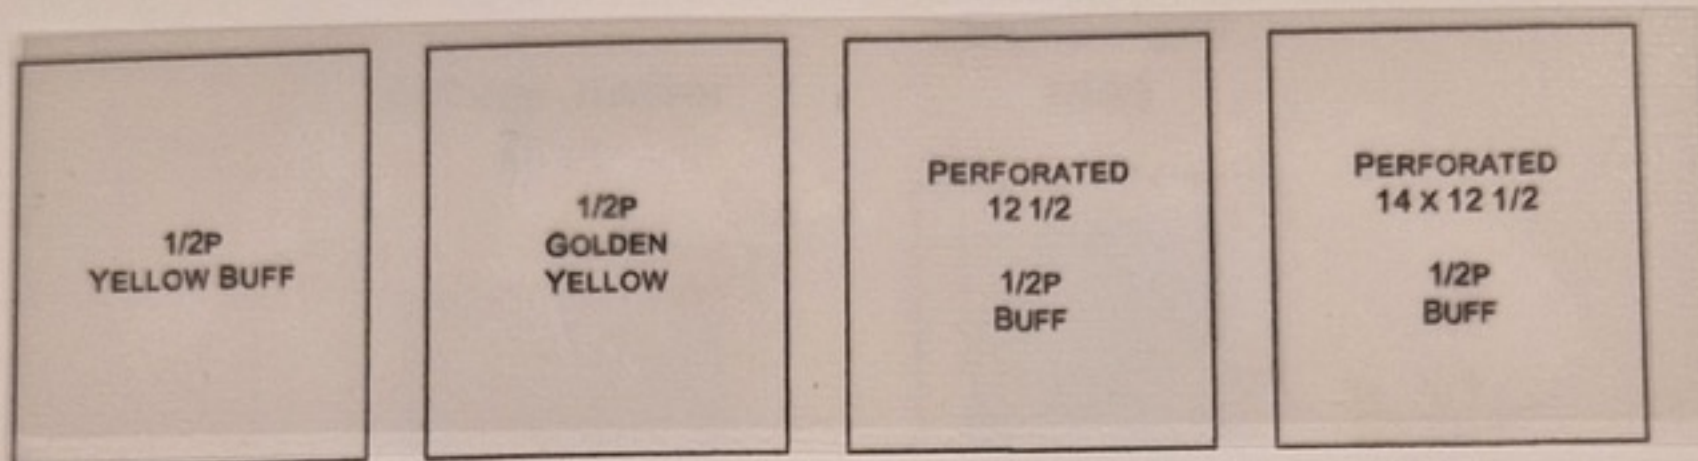 1/2P
YELLOW BUFF
1/2P
GOLDEN
YELLOW
PERFORATED
12 1/2
1/2P
BUFF
PERFORATED
14 X 12 1/2
1/2P
BUFF